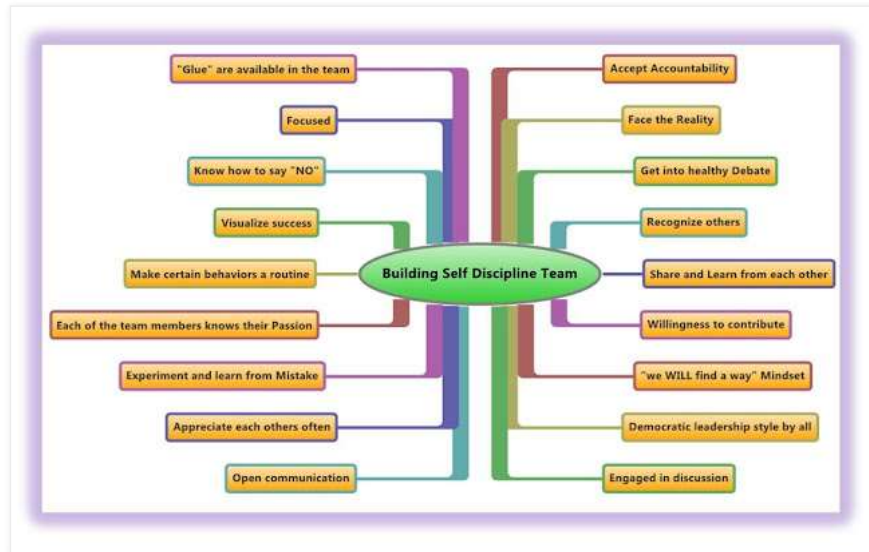 "Glue" are available in the team
Focused
Know how to say "NO"
Visualize success
Make certain behaviors a routine
Each of the team members knows their Passion
Experiment and learn from Mistake
Appreciate each others often
Open communication
Building Self Discipline Team
Accept Accountability
Face the Reality
Get into healthy Debate
Recognize others
Share and Learn from each other
Willingness to contribute
"we WILL find a way" Mindset
Democratic leadership style by all
Engaged in discussion